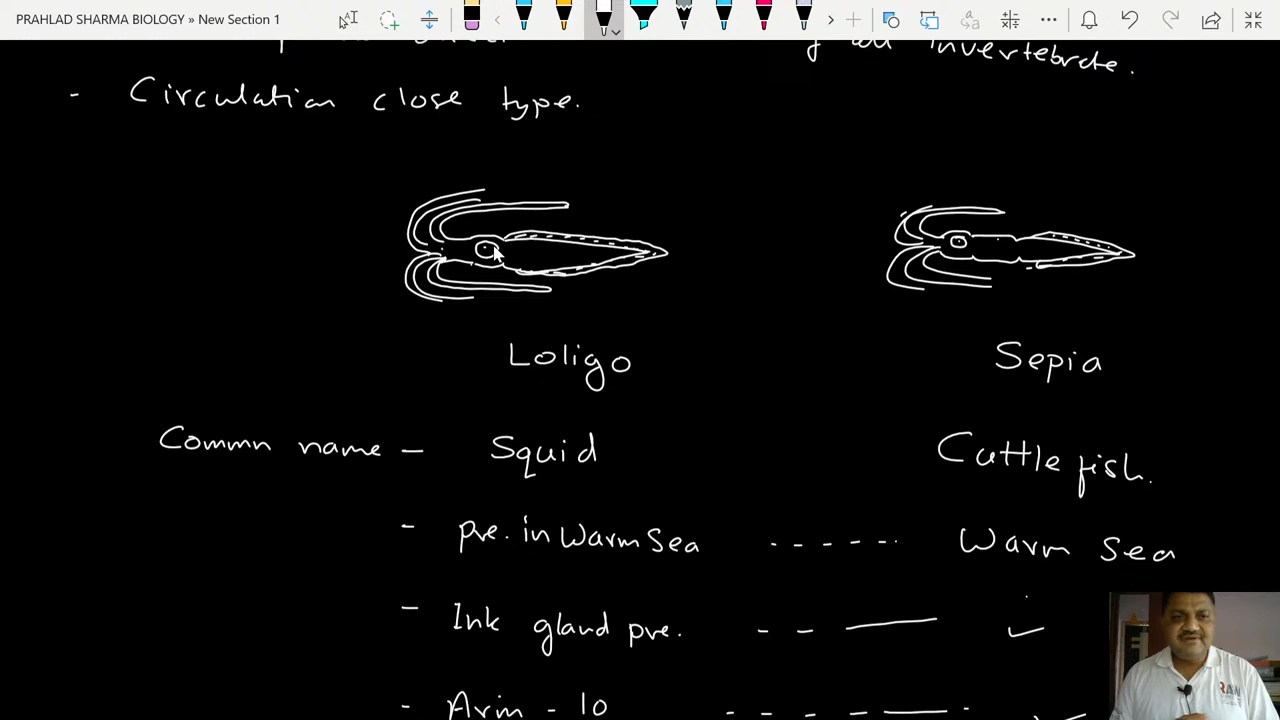 PRAHLAD SHARMA BIOLOGY » New Section 1
invertebrate.
- Circulation close type.
Loligo Sepia
Commn name - Squid Cuttle fish.
- pre. in Warm Sea ------ Warm Sea
- Ink gland pre. -- — ✓
- Arm - 10 ---- — - ✓